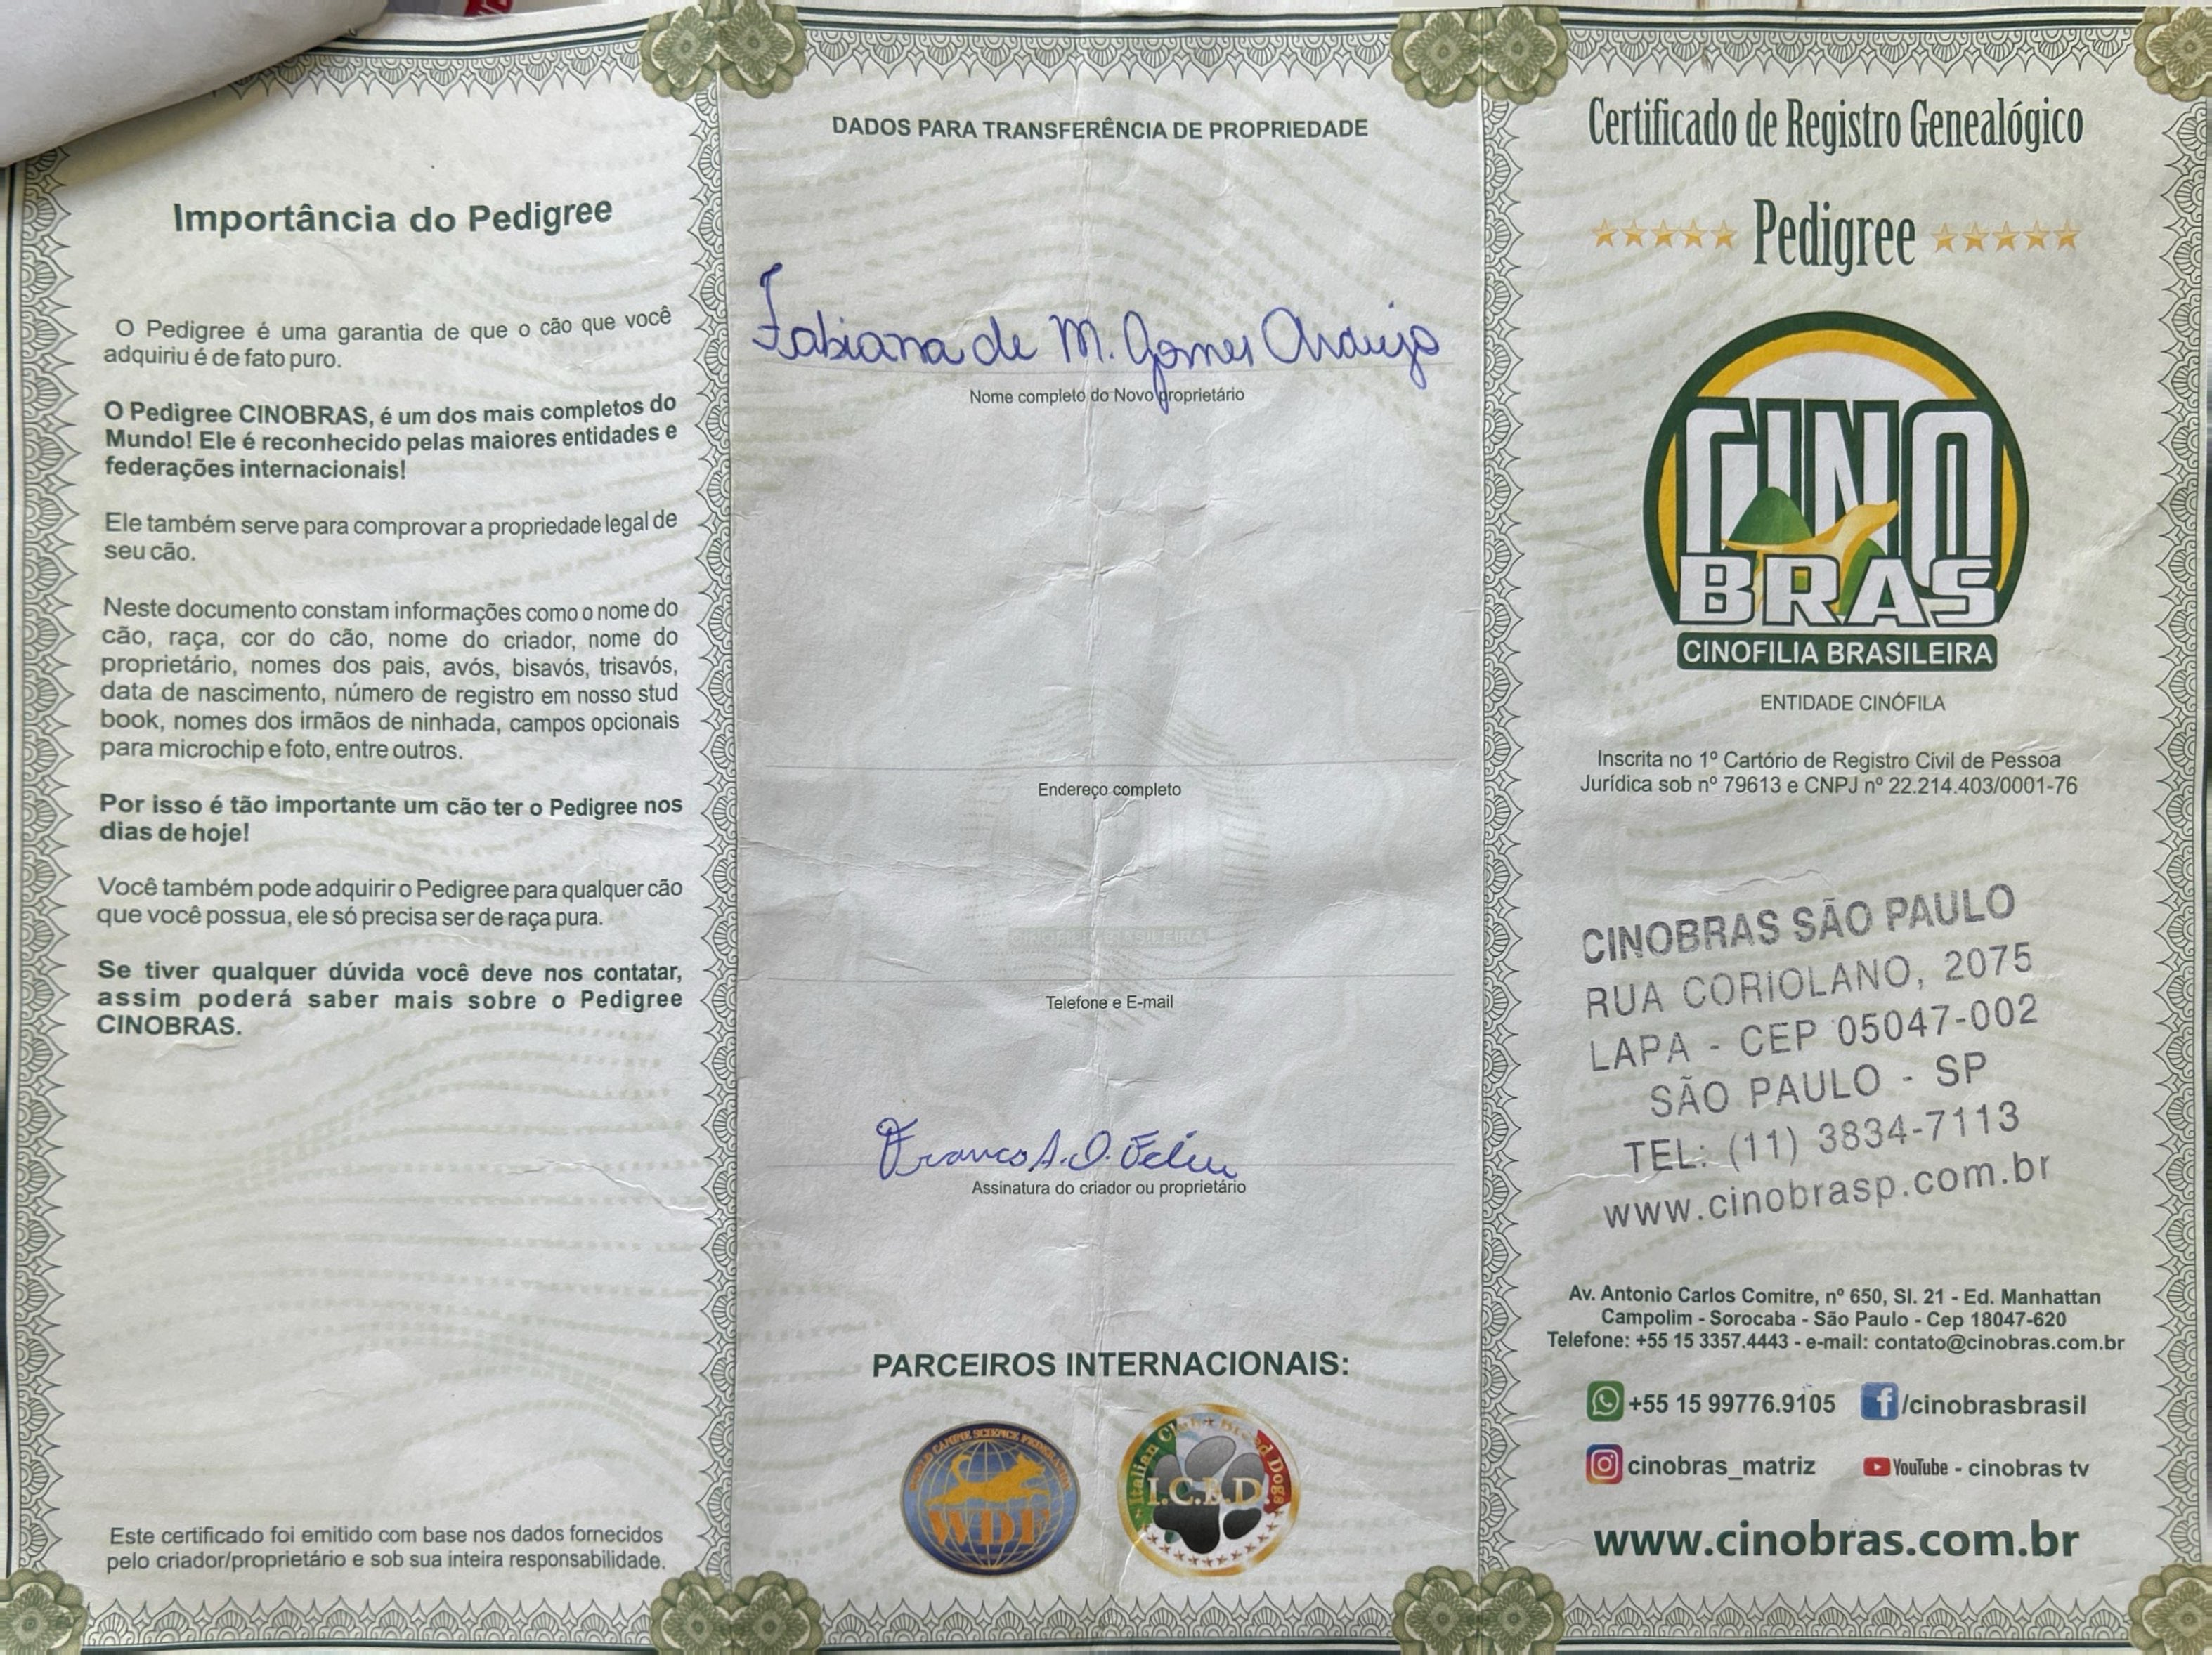 Importância do Pedigree
O Pedigree é uma garantia de que o cão que você
adquiriu é de fato puro.
O Pedigree CINOBRAS, é um dos mais completos do
Mundo! Ele é reconhecido pelas maiores entidades e
federações internacionais!
Ele também serve para comprovar a propriedade legal de
seu cão.
Neste documento constam informações como o nome do
cão, raça, cor do cão, nome do criador, nome do
proprietário, nomes dos pais, avós, bisavós, trisavós,
data de nascimento, número de registro em nosso stud
book, nomes dos irmãos de ninhada, campos opcionais
para microchip e foto, entre outros.
Por isso é tão importante um cão ter o Pedigree nos
dias de hoje!
Você também pode adquirir o Pedigree para qualquer cão
que você possua, ele só precisa ser de raça pura.
Se tiver qualquer dúvida você deve nos contatar,
assim poderá saber mais sobre o Pedigree
CINOBRAS.
Este certificado foi emitido com base nos dados fornecidos
pelo criador/proprietário e sob sua inteira responsabilidade.
DADOS PARA TRANSFERÊNCIA DE PROPRIEDADE
Fabiana de M. Gomes Araujo
Nome completo do Novo proprietário
Endereço completo
Telefone e E-mail
Franco A. D.
Assinatura do criador ou proprietário
PARCEIROS INTERNACIONAIS:
WORLD CANINE SCIENCE FEDERATION
WDF
Italian Club Breed Dogs
I.C.B.D.
Certificado de Registro Genealógico
Pedigree
CINO
BRAS
CINOFILIA BRASILEIRA
ENTIDADE CINÓFILA
Inscrita no 1º Cartório de Registro Civil de Pessoa
Jurídica sob nº 79613 e CNPJ nº 22.214.403/0001-76
CINOBRAS SÃO PAULO
RUA CORIOLANO, 2075
LAPA - CEP 05047-002
SÃO PAULO - SP
TEL: (11) 3834-7113
www.cinobrasp.com.br
Av. Antonio Carlos Comitre, nº 650, Sl. 21 - Ed. Manhattan
Campolim - Sorocaba - São Paulo - Cep 18047-620
Telefone: +55 15 3357.4443 - e-mail: contato@cinobras.com.br
+55 15 99776.9105 /cinobrasbrasil
cinobras_matriz YouTube - cinobras tv
www.cinobras.com.br